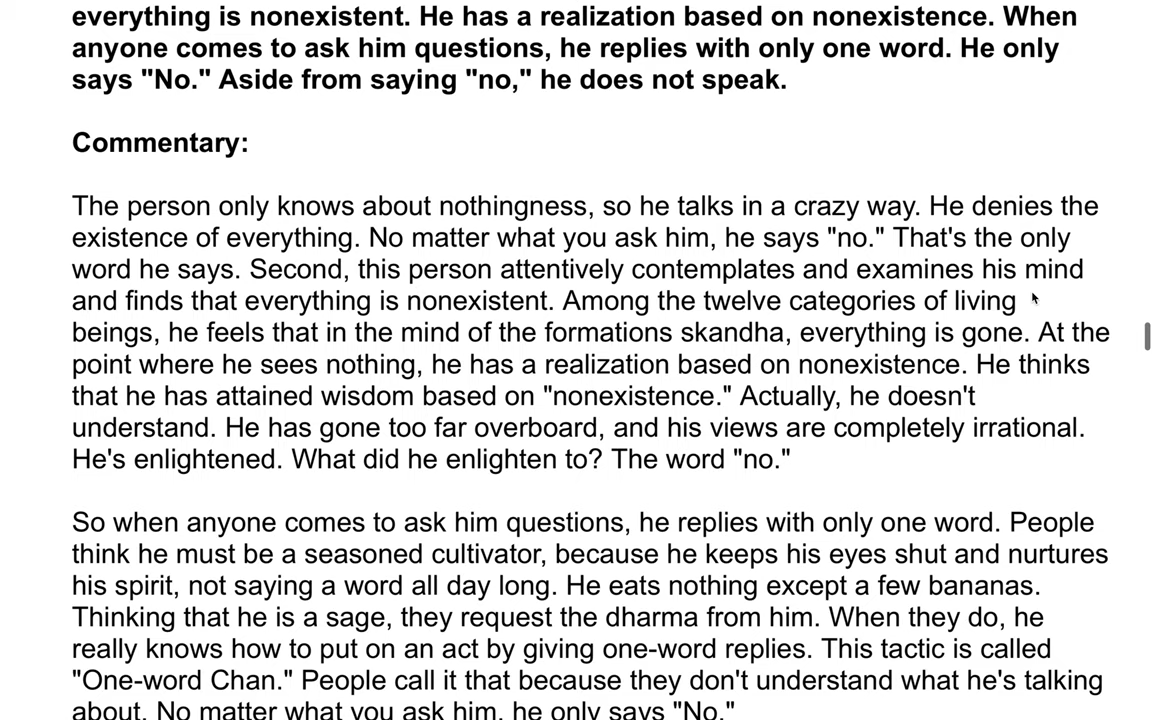 everything is nonexistent. He has a realization based on nonexistence. When
anyone comes to ask him questions, he replies with only one word. He only
says "No." Aside from saying "no," he does not speak.
Commentary:
The person only knows about nothingness, so he talks in a crazy way. He denies the
existence of everything. No matter what you ask him, he says "no." That's the only
word he says. Second, this person attentively contemplates and examines his mind
and finds that everything is nonexistent. Among the twelve categories of living
beings, he feels that in the mind of the formations skandha, everything is gone. At the
point where he sees nothing, he has a realization based on nonexistence. He thinks
that he has attained wisdom based on "nonexistence." Actually, he doesn't
understand. He has gone too far overboard, and his views are completely irrational.
He's enlightened. What did he enlighten to? The word "no."
So when anyone comes to ask him questions, he replies with only one word. People
think he must be a seasoned cultivator, because he keeps his eyes shut and nurtures
his spirit, not saying a word all day long. He eats nothing except a few bananas.
Thinking that he is a sage, they request the dharma from him. When they do, he
really knows how to put on an act by giving one-word replies. This tactic is called
"One-word Chan." People call it that because they don't understand what he's talking
about. No matter what you ask him, he only says "No."